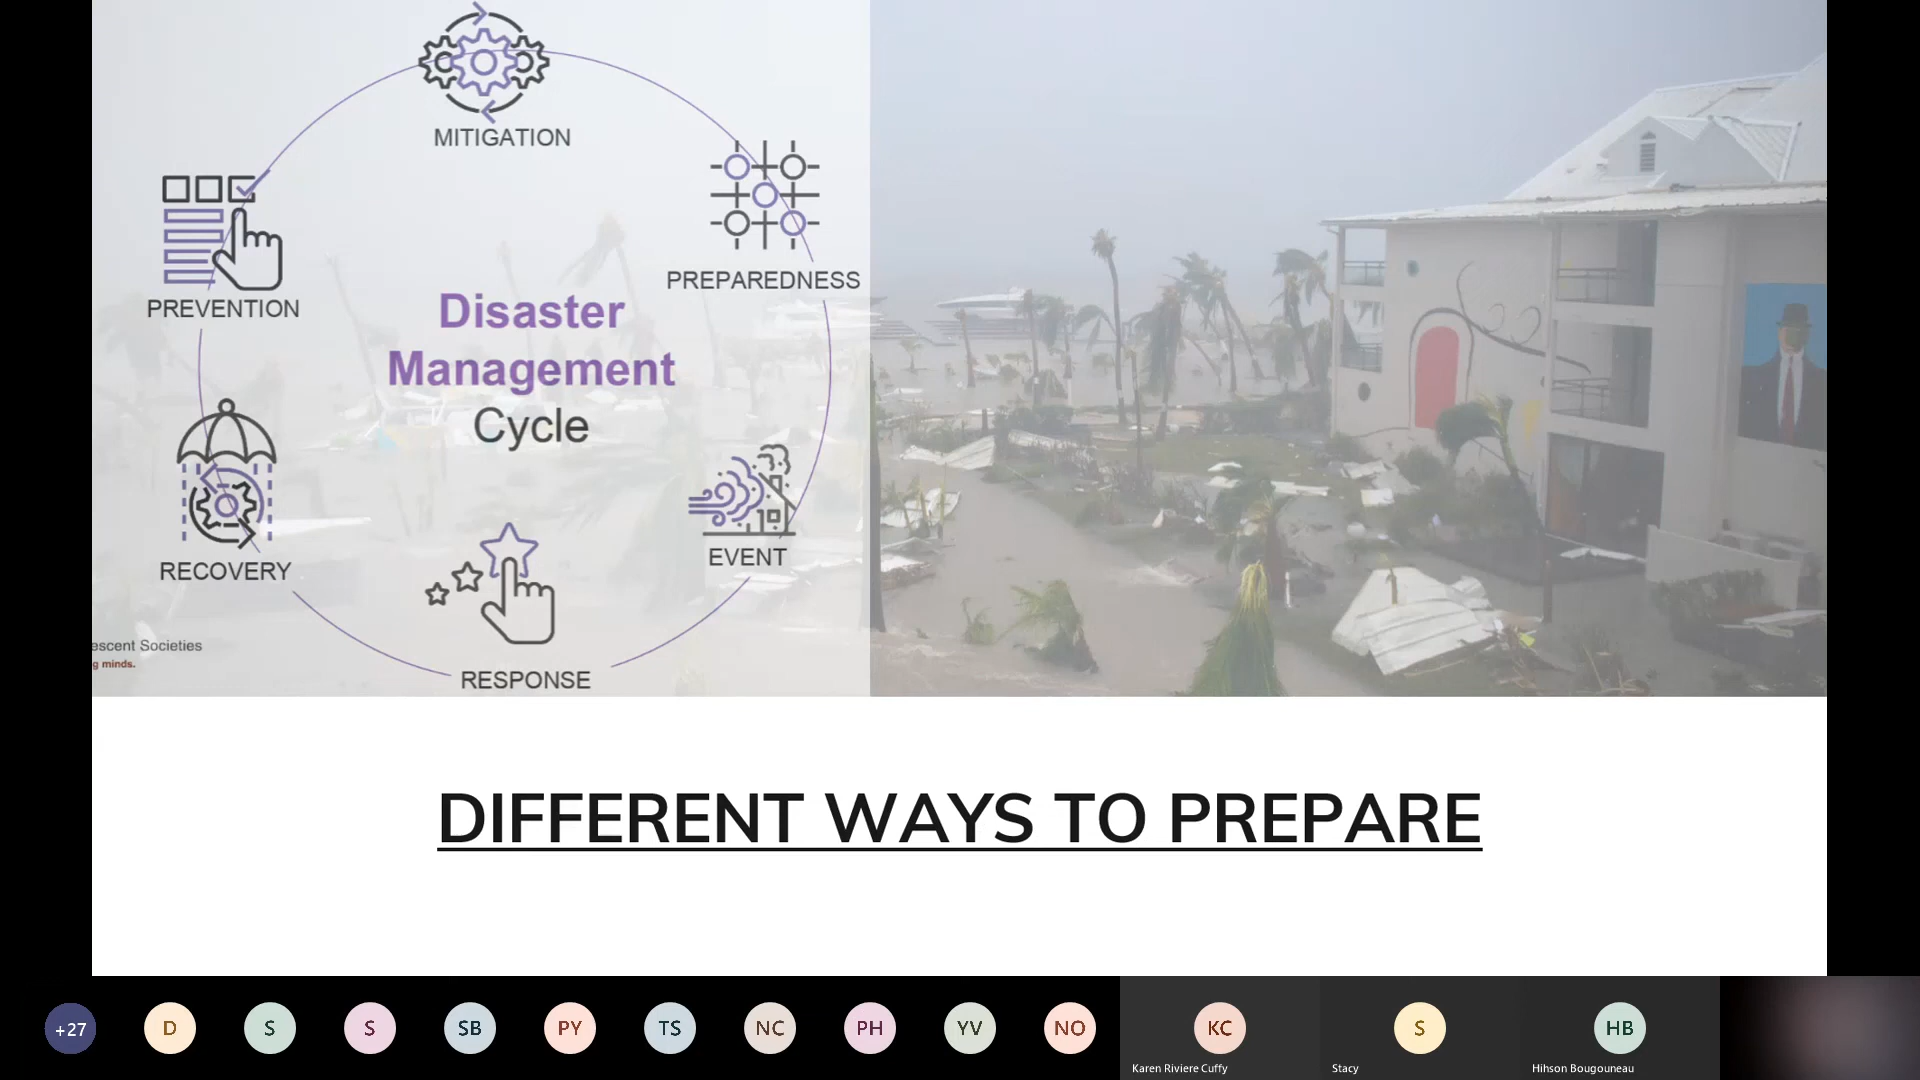 MITIGATION
PREPAREDNESS
PREVENTION
Disaster
Management
Cycle
EVENT
RECOVERY
RESPONSE
escent Societies
g minds.
DIFFERENT WAYS TO PREPARE
+27
D
S
S
SB
PY
TS
NC
PH
YV
NO
KC
S
HB
Karen Riviere Cuffy
Stacy
Hihson Bougouneau